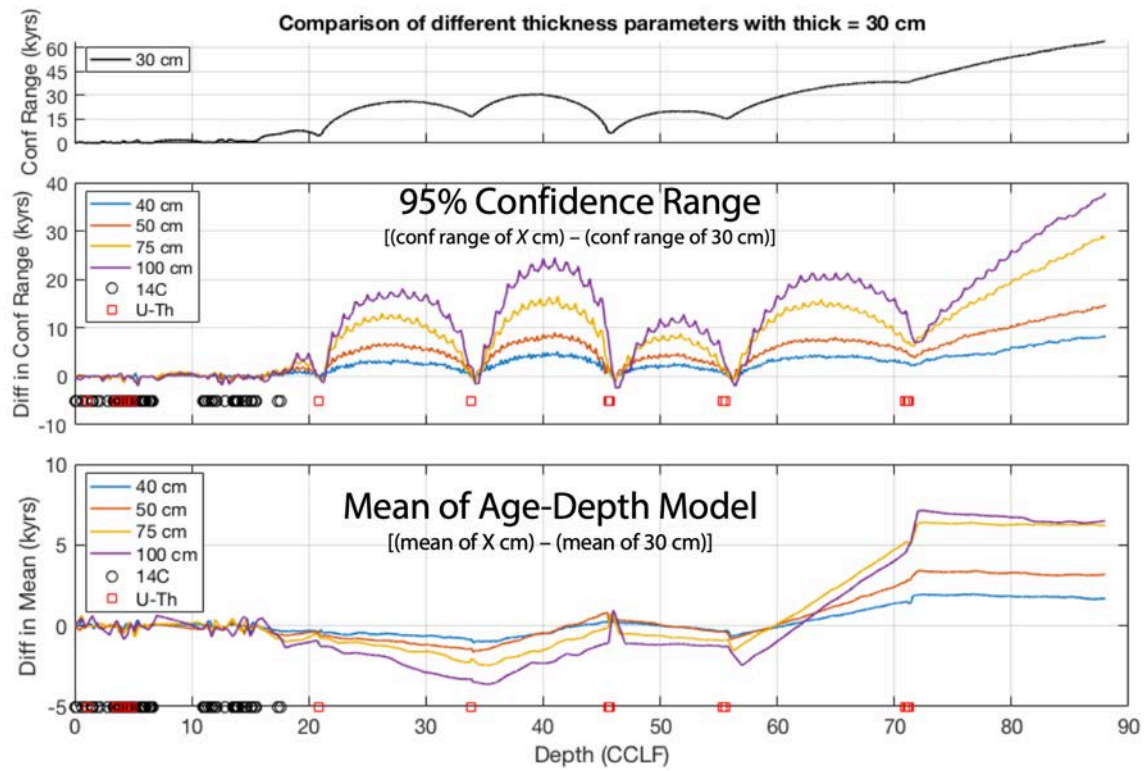 Comparison of different thickness parameters with thick = 30 cm
Conf Range (kyrs)
60
45
30
15
0
30 cm
Diff in Conf Range (kyrs)
40
30
20
10
0
-10
40 cm
50 cm
75 cm
100 cm
14C
U-Th
95% Confidence Range
[(conf range of X cm) – (conf range of 30 cm)]
Diff in Mean (kyrs)
10
5
0
-5
40 cm
50 cm
75 cm
100 cm
14C
U-Th
Mean of Age-Depth Model
[(mean of X cm) – (mean of 30 cm)]
0 10 20 30 40 50 60 70 80 90
Depth (CCLF)